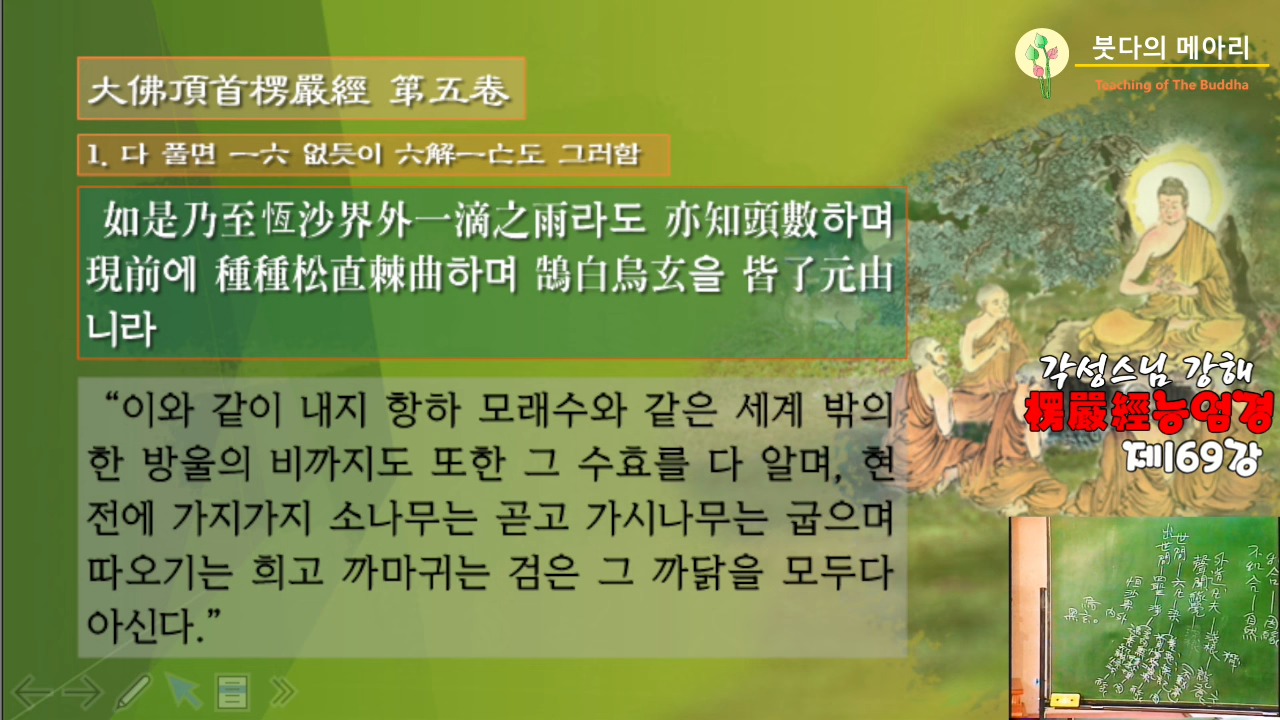 大佛頂首楞嚴經 第五卷
붓다의 메아리
Teaching of The Buddha
1. 다 풀면 一六 없듯이 六解一亡도 그러함
如是乃至恆沙界外一滴之雨라도 亦知頭數하며
現前에 種種松直棘曲하며 鵠白烏玄을 皆了元由
니라
“이와 같이 내지 항하 모래수와 같은 세계 밖의
한 방울의 비까지도 또한 그 수효를 다 알며, 현
전에 가지가지 소나무는 곧고 가시나무는 굽으며
따오기는 희고 까마귀는 검은 그 까닭을 모두다
아신다.”
각성스님 강해
楞嚴經능엄경
제169강